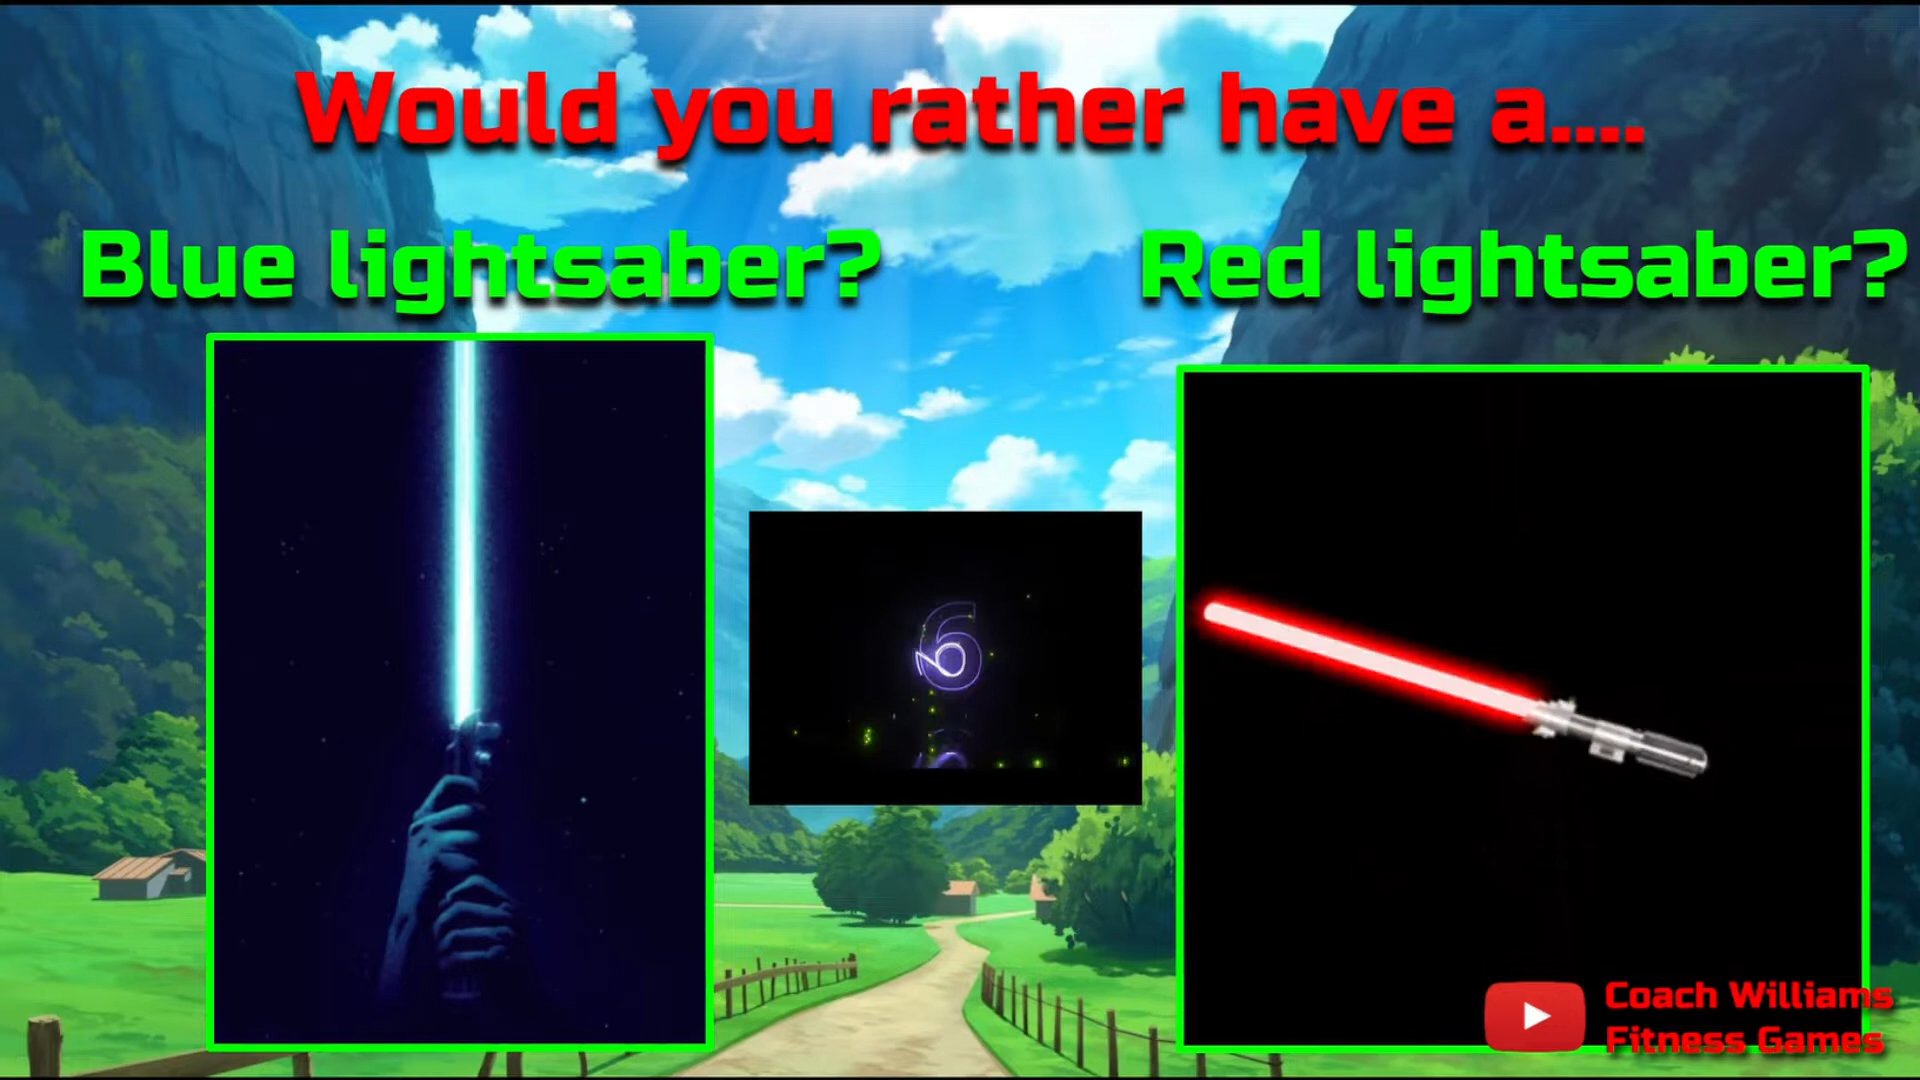 Would you rather have a....
Blue lightsaber?
Red lightsaber?
6
Coach Williams
Fitness Games